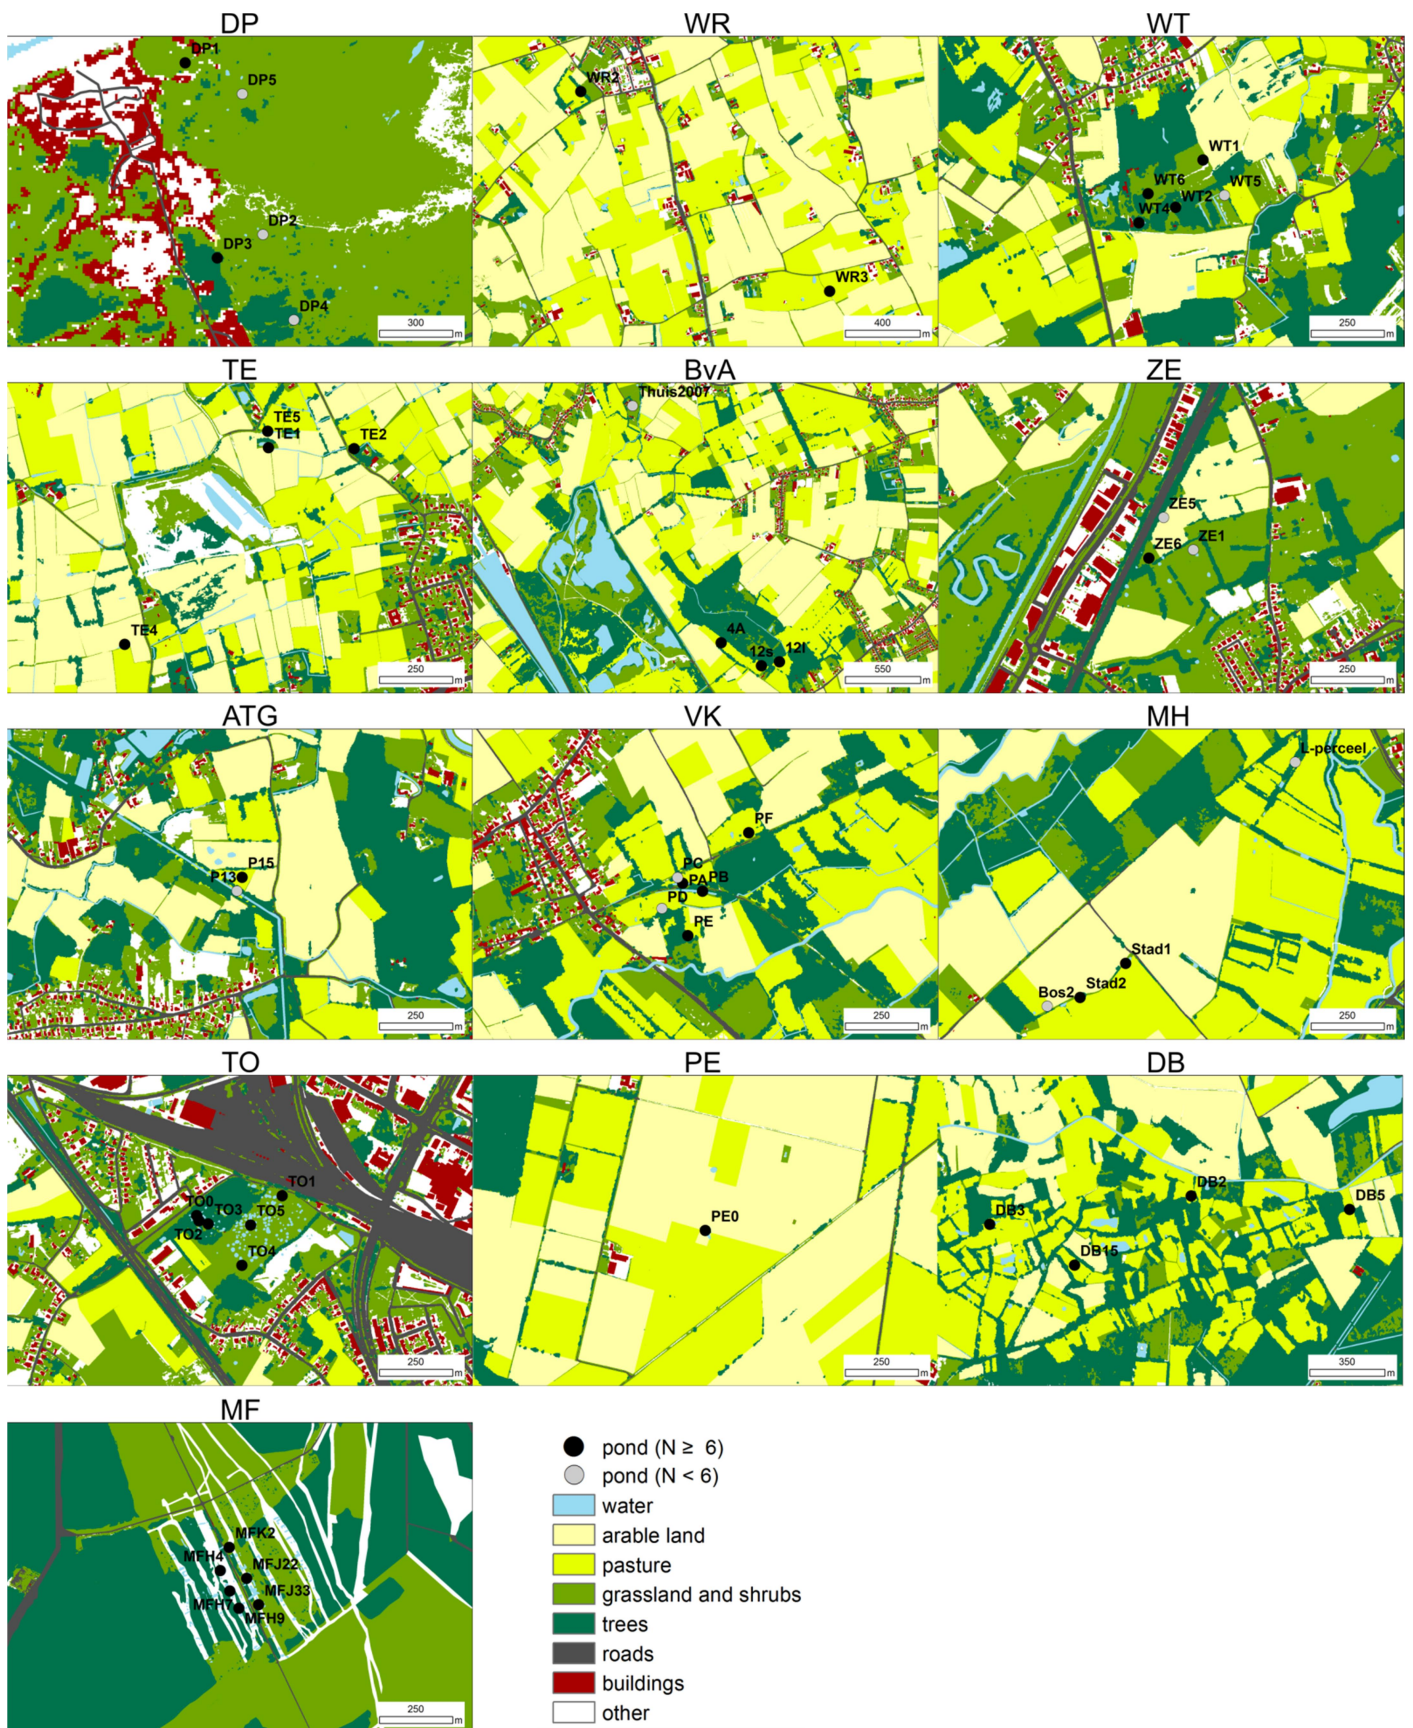 DP
WR
WT
DP1
DP5
DP2
DP3
DP4
300
m
WR2
WR3
400
m
WT1
WT6
WT5
WT2
WT4
250
m
TE
BvA
ZE
TE5
TE1
TE2
TE4
250
m
Thuis2007
4A
12s
12l
550
m
ZE5
ZE1
ZE6
250
m
ATG
VK
MH
P15
P13
250
m
PF
PC
PA
PB
PD
PE
250
m
L-perceel
Stad1
Stad2
Bos2
250
m
TO
PE
DB
TO1
TO0
TO3
TO5
TO2
TO4
250
m
PE0
250
m
DB2
DB5
DB3
DB15
350
m
MF
MFK2
MFH4
MFJ22
MFJ33
MFH7
MFH9
250
m
pond (N ≥ 6)
pond (N < 6)
water
arable land
pasture
grassland and shrubs
trees
roads
buildings
other